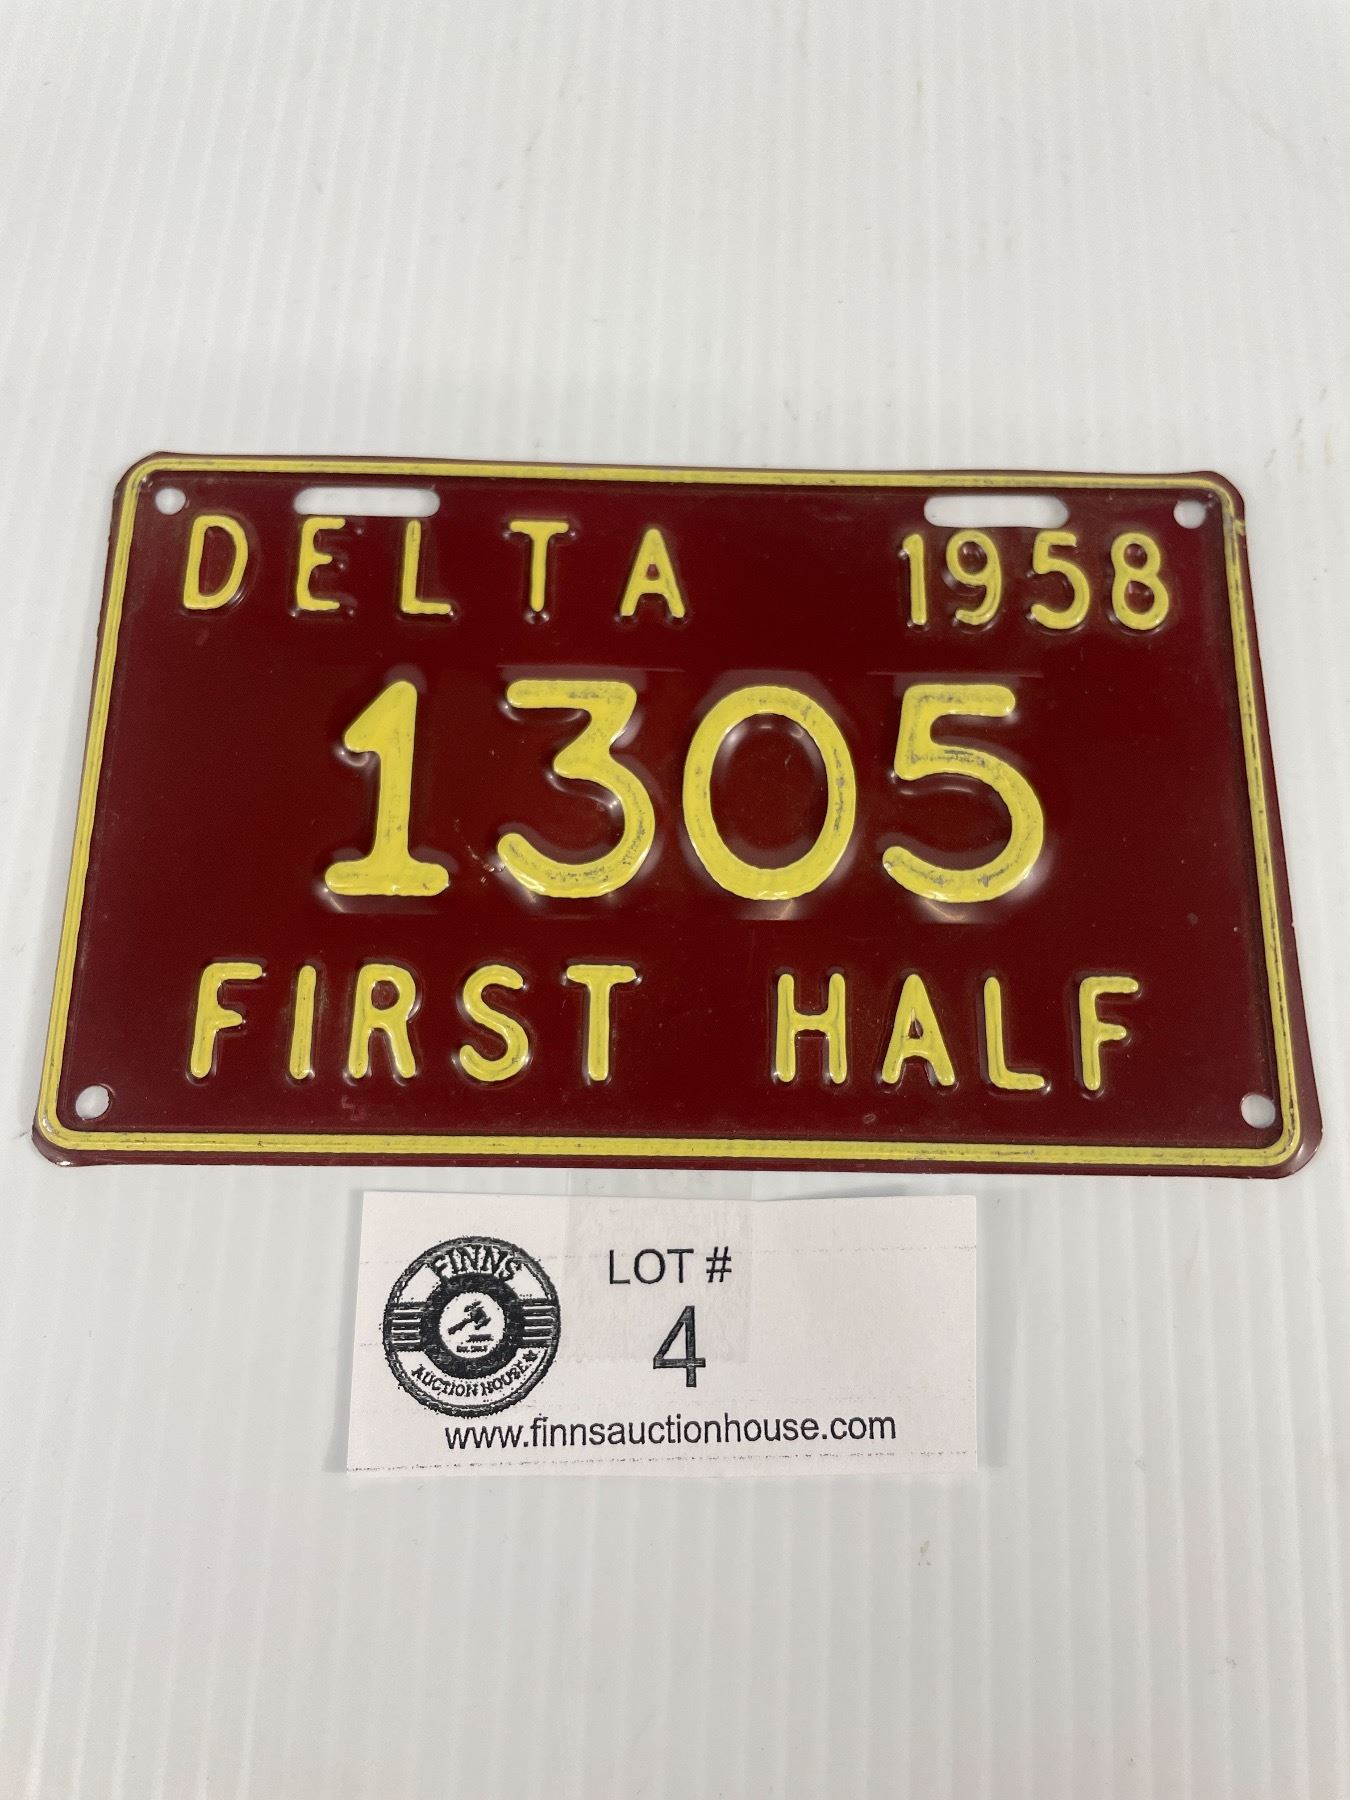 DELTA 1958
1305
FIRST HALF
FINNS
AUCTION HOUSE
LOT #
4
www.finnsauctionhouse.com